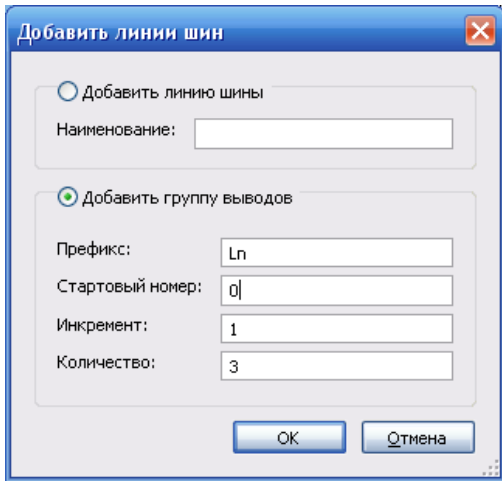 Добавить линии шин
Добавить линию шины
Наименование:
Добавить группу выводов
Префикс: Ln
Стартовый номер: 0
Инкремент: 1
Количество: 3
OK Отмена